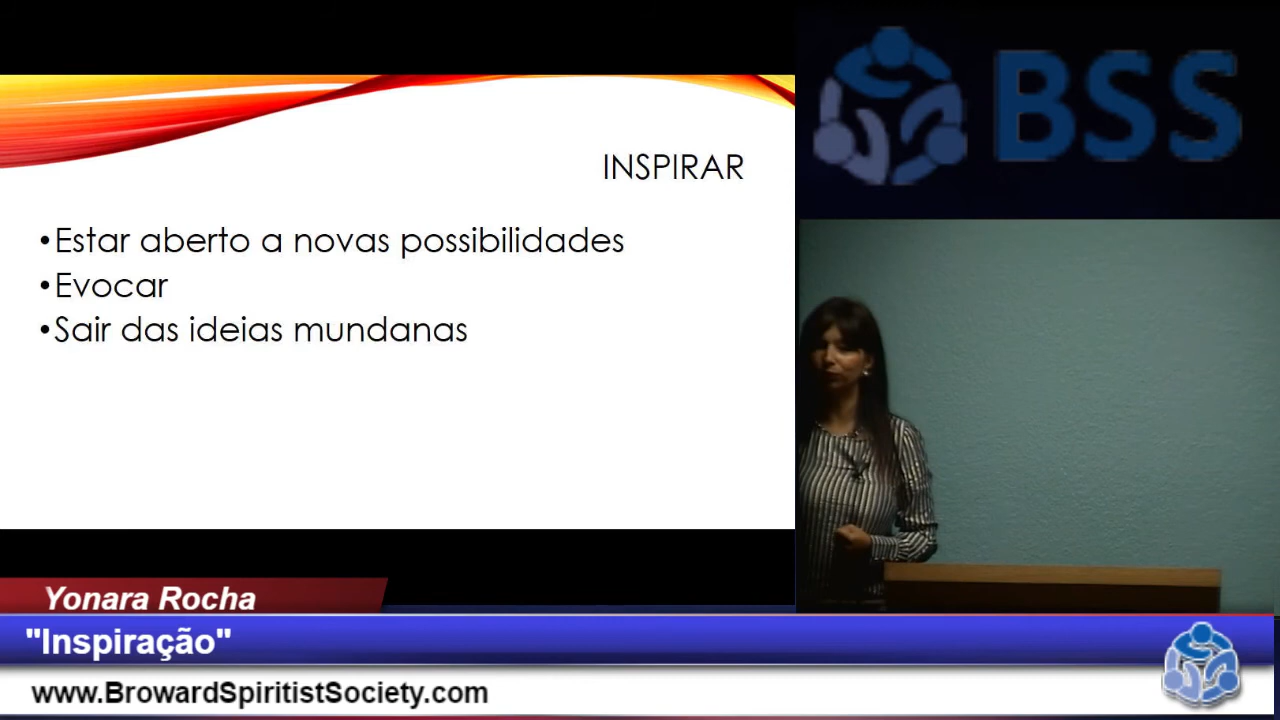 BSS
INSPIRAR
•Estar aberto a novas possibilidades
•Evocar
•Sair das ideias mundanas
Yonara Rocha
"Inspiração"
www.BrowardSpiritistSociety.com